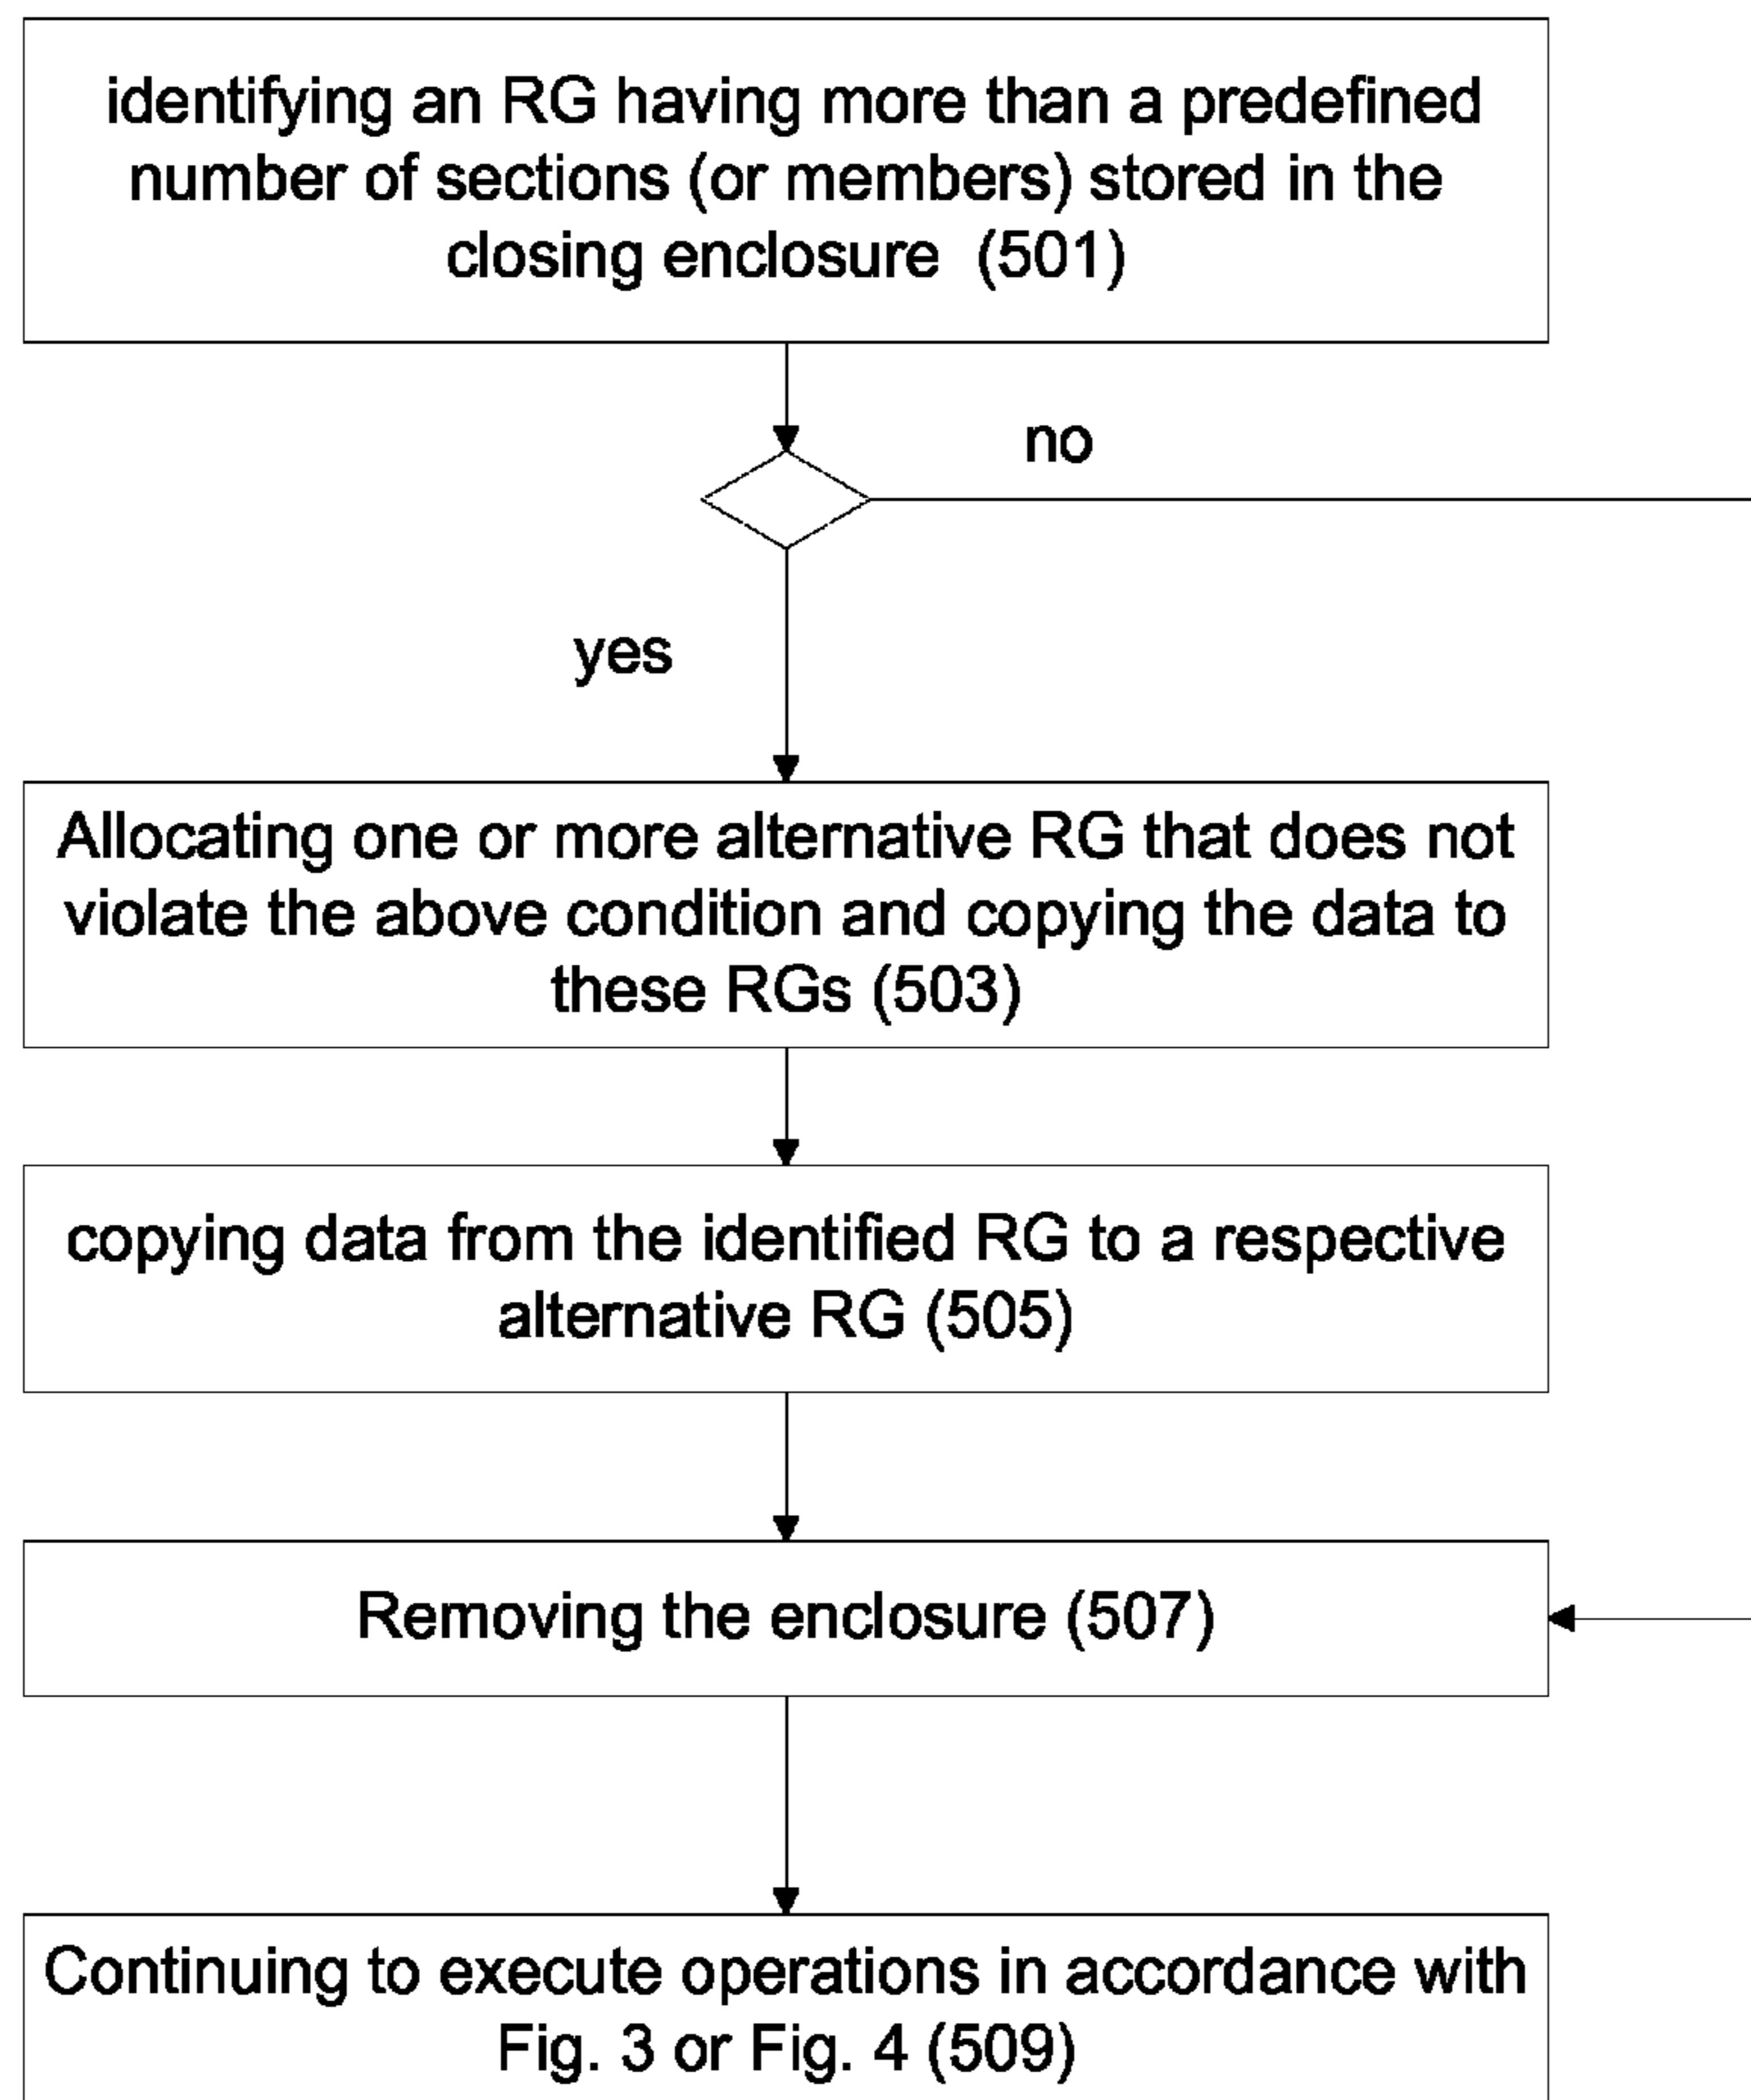 identifying an RG having more than a predefined
number of sections (or members) stored in the
closing enclosure  (501)
no
yes
Allocating one or more alternative RG that does not
violate the above condition and copying the data to
these RGs (503)
copying data from the identified RG to a respective
alternative RG (505)
Removing the enclosure (507)
Continuing to execute operations in accordance with
Fig. 3 or Fig. 4 (509)